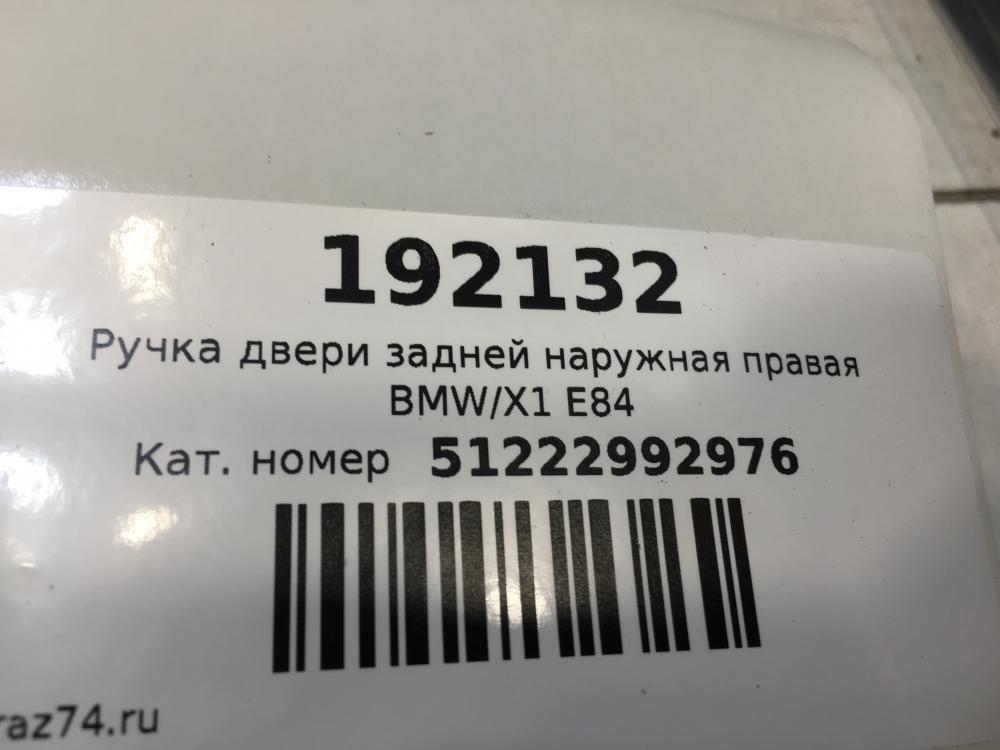 192132
Ручка двери задней наружная правая
BMW/X1 E84
Кат. номер 51222992976
raz74.ru